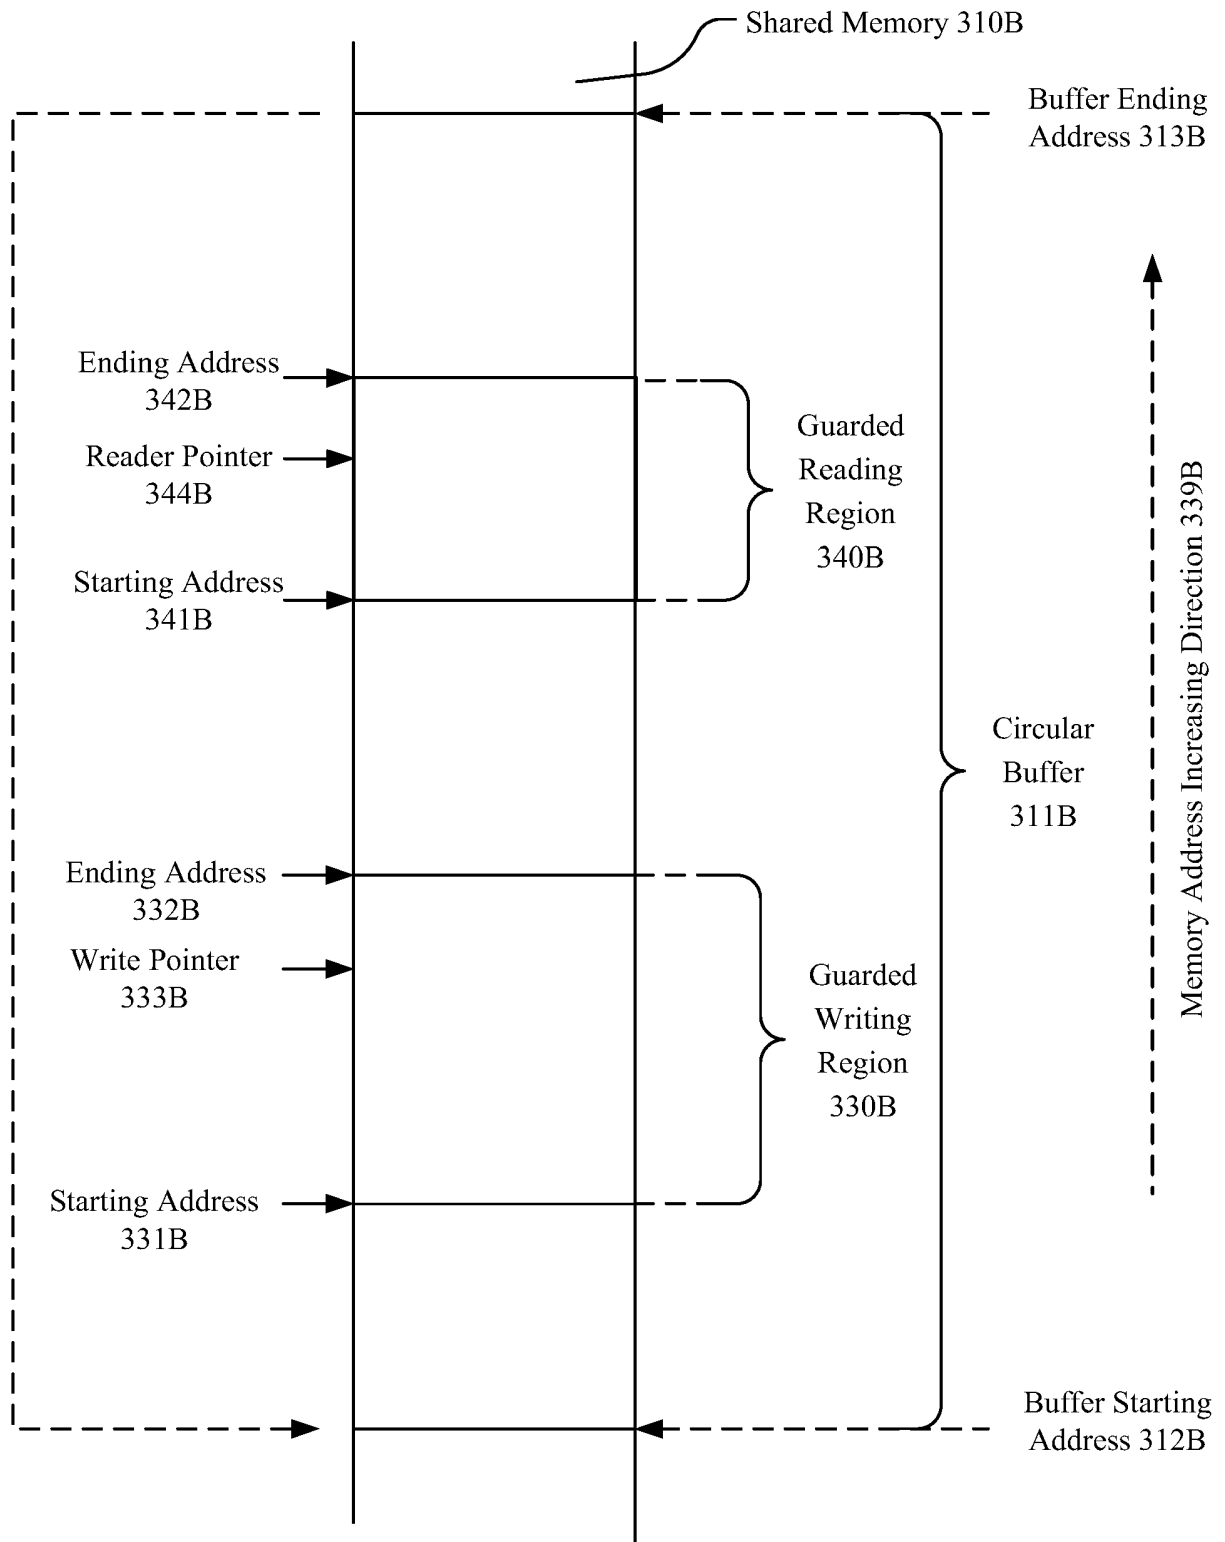 Shared Memory 310B
Buffer Ending
Address 313B
Ending Address
342B
Reader Pointer
344B
Starting Address
341B
Guarded
Reading
Region
340B
Memory Address Increasing Direction 339B
Circular
Buffer
311B
Ending Address
332B
Write Pointer
333B
Guarded
Writing
Region
330B
Starting Address
331B
Buffer Starting
Address 312B